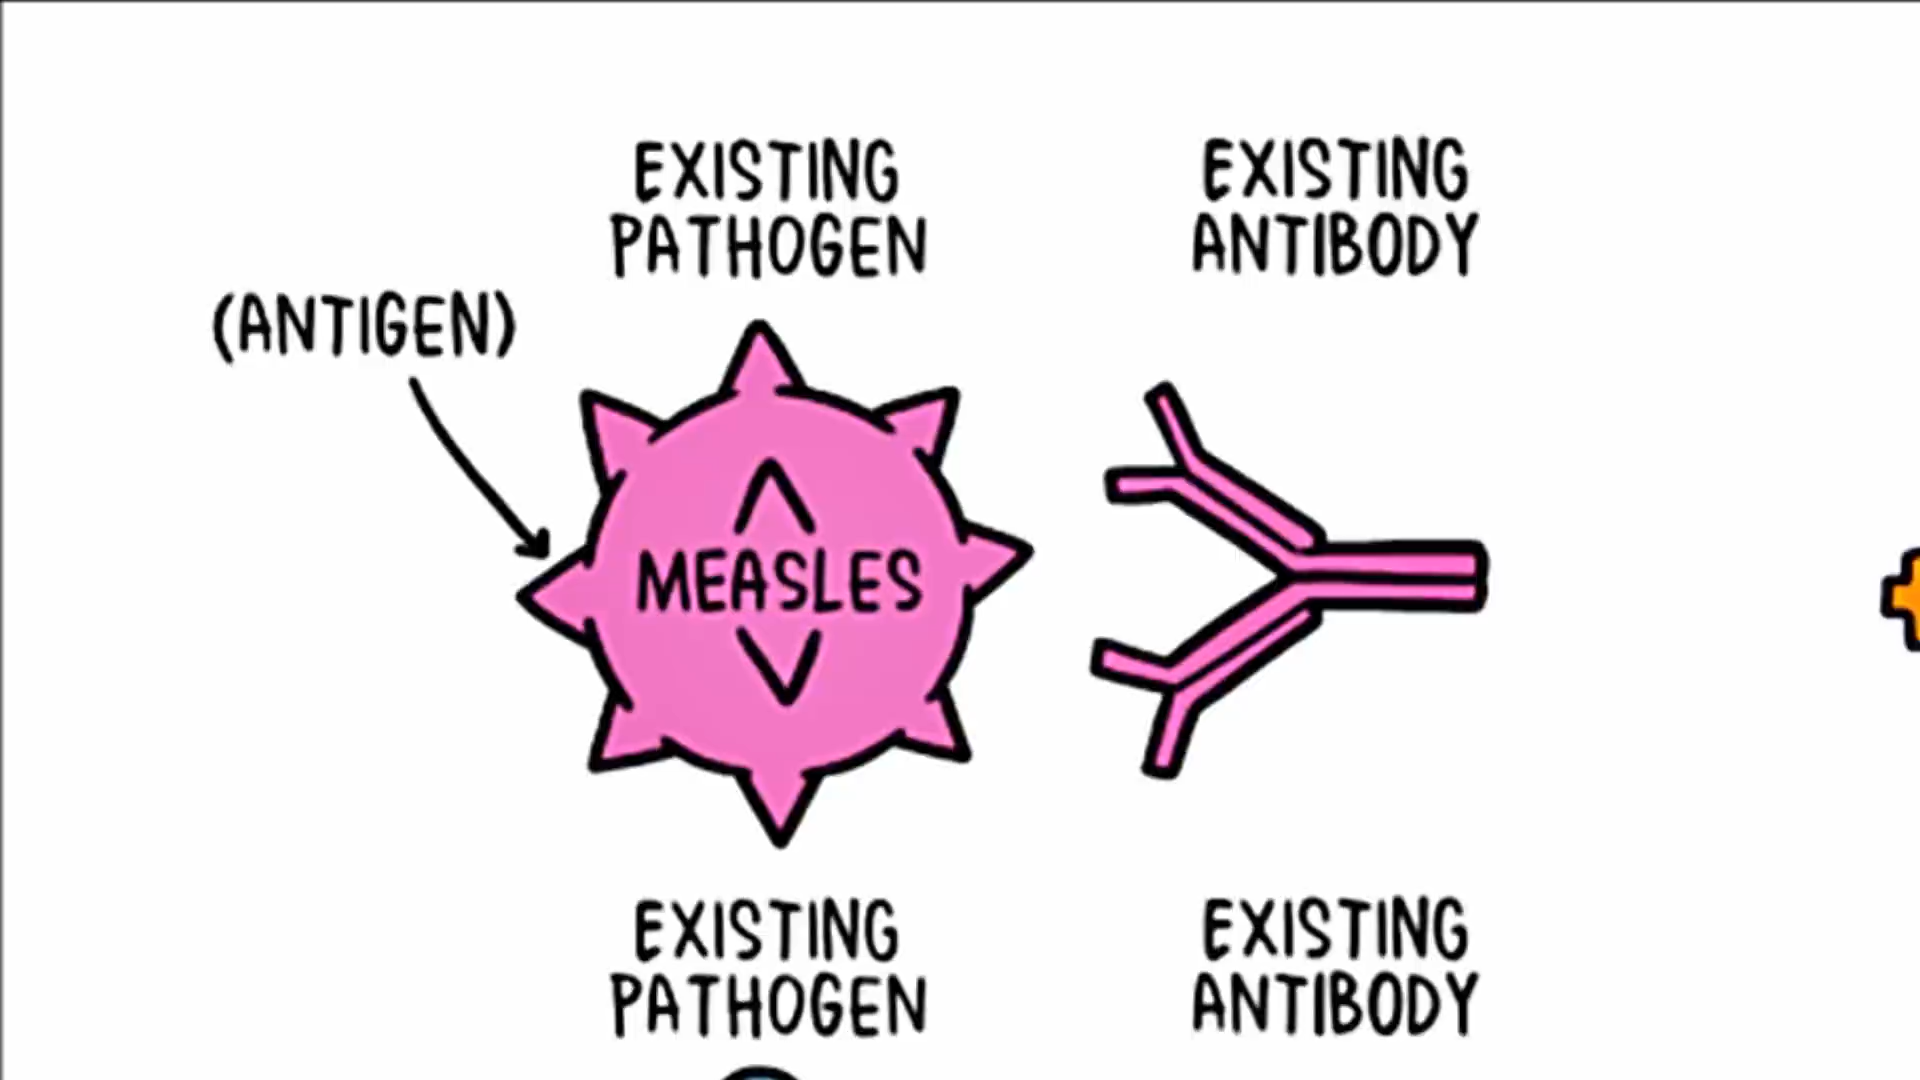 EXISTING
PATHOGEN
EXISTING
ANTIBODY
(ANTIGEN)
MEASLES
EXISTING
PATHOGEN
EXISTING
ANTIBODY